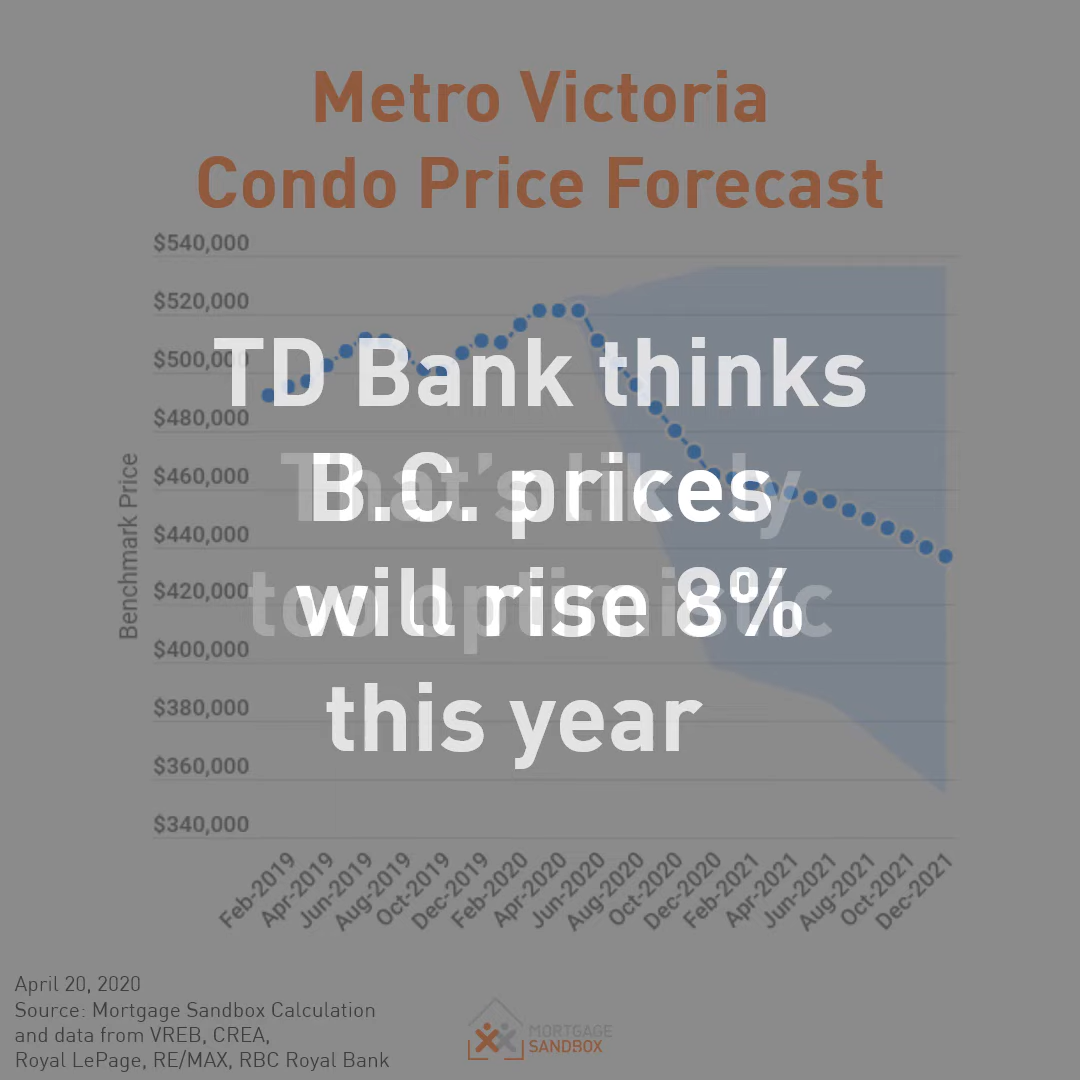 Metro Victoria
Condo Price Forecast
$540,000
$520,000
$500,000
$480,000
$460,000
$440,000
$420,000
$400,000
$380,000
$360,000
$340,000
Benchmark Price
TD Bank thinks
B.C. prices
will rise 8%
this year
That's likely
too optimistic
Feb-2019
Apr-2019
Jun-2019
Aug-2019
Oct-2019
Dec-2019
Feb-2020
Apr-2020
Jun-2020
Aug-2020
Oct-2020
Dec-2020
Feb-2021
Apr-2021
Jun-2021
Aug-2021
Oct-2021
Dec-2021
April 20, 2020
Source: Mortgage Sandbox Calculation
and data from VREB, CREA,
Royal LePage, RE/MAX, RBC Royal Bank
MORTGAGE
SANDBOX